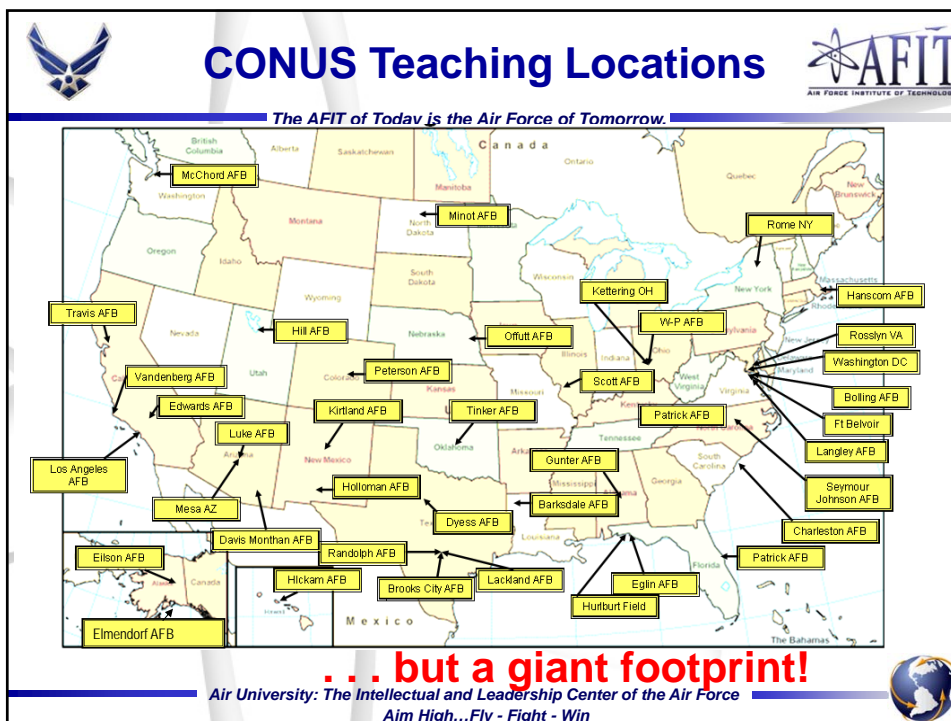 CONUS Teaching Locations
AFIT
AIR FORCE INSTITUTE OF TECHNOLOGY
The AFIT of Today is the Air Force of Tomorrow.
British
Columbia
Alberta
Saskatchewan
Manitoba
Canada
Ontario
Quebec
New
Brunswick
McChord AFB
Washington
Montana
North
Dakota
Minot AFB
Rome NY
Oregon
Idaho
South
Dakota
Wisconsin
Kettering OH
New York
Massachusetts
Rhode
Hanscom AFB
Wyoming
Travis AFB
Nevada
Hill AFB
Nebraska
Offutt AFB
W-P AFB
Illinois
Indiana
Ohio
New Jersey
Rosslyn VA
Vandenberg AFB
Utah
Colorado
Peterson AFB
Kansas
Missouri
Scott AFB
West
Virginia
Virginia
Delaware
Maryland
Washington DC
Edwards AFB
Kirtland AFB
Tinker AFB
Kentucky
Patrick AFB
Bolling AFB
Luke AFB
Arizona
New Mexico
Oklahoma
Tennessee
North Carolina
Ft Belvoir
Los Angeles
AFB
Gunter AFB
South
Carolina
Langley AFB
Holloman AFB
Mississippi
Georgia
Seymour
Johnson AFB
Mesa AZ
Dyess AFB
Barksdale AFB
Charleston AFB
Davis Monthan AFB
Louisiana
Eilson AFB
Canada
Randolph AFB
Lackland AFB
Florida
Patrick AFB
HIckam AFB
Brooks City AFB
Eglin AFB
Hurlburt Field
Hawaii
Mexico
Elmendorf AFB
The Bahamas
. . . but a giant footprint!
Air University: The Intellectual and Leadership Center of the Air Force
Aim High...Fly - Fight - Win